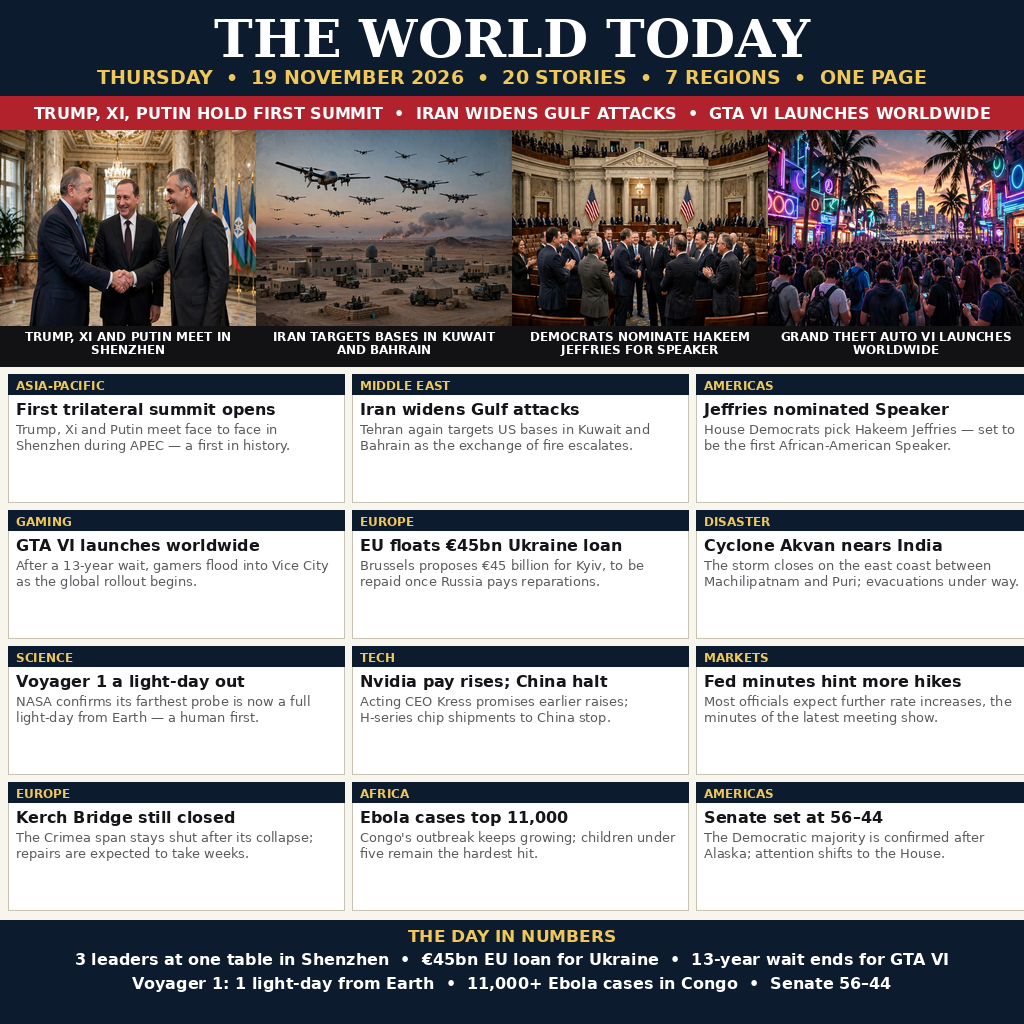 THE WORLD TODAY
THURSDAY • 19 NOVEMBER 2026 • 20 STORIES • 7 REGIONS • ONE PAGE
TRUMP, XI, PUTIN HOLD FIRST SUMMIT • IRAN WIDENS GULF ATTACKS • GTA VI LAUNCHES WORLDWIDE
TRUMP, XI AND PUTIN MEET IN
SHENZHEN
IRAN TARGETS BASES IN KUWAIT
AND BAHRAIN
DEMOCRATS NOMINATE HAKEEM
JEFFRIES FOR SPEAKER
GRAND THEFT AUTO VI LAUNCHES
WORLDWIDE
ASIA-PACIFIC
First trilateral summit opens
Trump, Xi and Putin meet face to face in
Shenzhen during APEC — a first in history.
MIDDLE EAST
Iran widens Gulf attacks
Tehran again targets US bases in Kuwait and
Bahrain as the exchange of fire escalates.
AMERICAS
Jeffries nominated Speaker
House Democrats pick Hakeem Jeffries — set to
be the first African-American Speaker.
GAMING
GTA VI launches worldwide
After a 13-year wait, gamers flood into Vice City
as the global rollout begins.
EUROPE
EU floats €45bn Ukraine loan
Brussels proposes €45 billion for Kyiv, to be
repaid once Russia pays reparations.
DISASTER
Cyclone Akvan nears India
The storm closes on the east coast between
Machilipatnam and Puri; evacuations under way.
SCIENCE
Voyager 1 a light-day out
NASA confirms its farthest probe is now a full
light-day from Earth — a human first.
TECH
Nvidia pay rises; China halt
Acting CEO Kress promises earlier raises;
H-series chip shipments to China stop.
MARKETS
Fed minutes hint more hikes
Most officials expect further rate increases, the
minutes of the latest meeting show.
EUROPE
Kerch Bridge still closed
The Crimea span stays shut after its collapse;
repairs are expected to take weeks.
AFRICA
Ebola cases top 11,000
Congo's outbreak keeps growing; children under
five remain the hardest hit.
AMERICAS
Senate set at 56–44
The Democratic majority is confirmed after
Alaska; attention shifts to the House.
THE DAY IN NUMBERS
3 leaders at one table in Shenzhen • €45bn EU loan for Ukraine • 13-year wait ends for GTA VI
Voyager 1: 1 light-day from Earth • 11,000+ Ebola cases in Congo • Senate 56–44